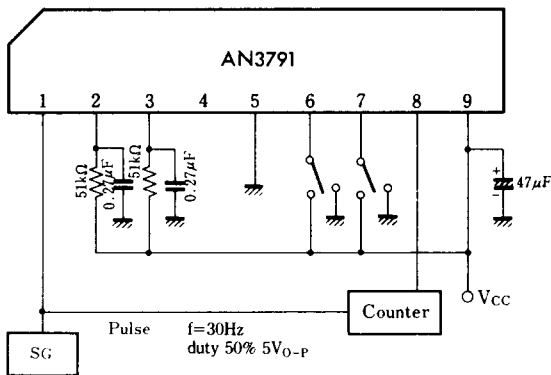 AN3791
1 2 3 4 5 6 7 8 9
51kΩ
0.27μF
51kΩ
0.27μF
+
47μF
-
VCC
Counter
Pulse f=30Hz
duty 50% 5VO-P
SG